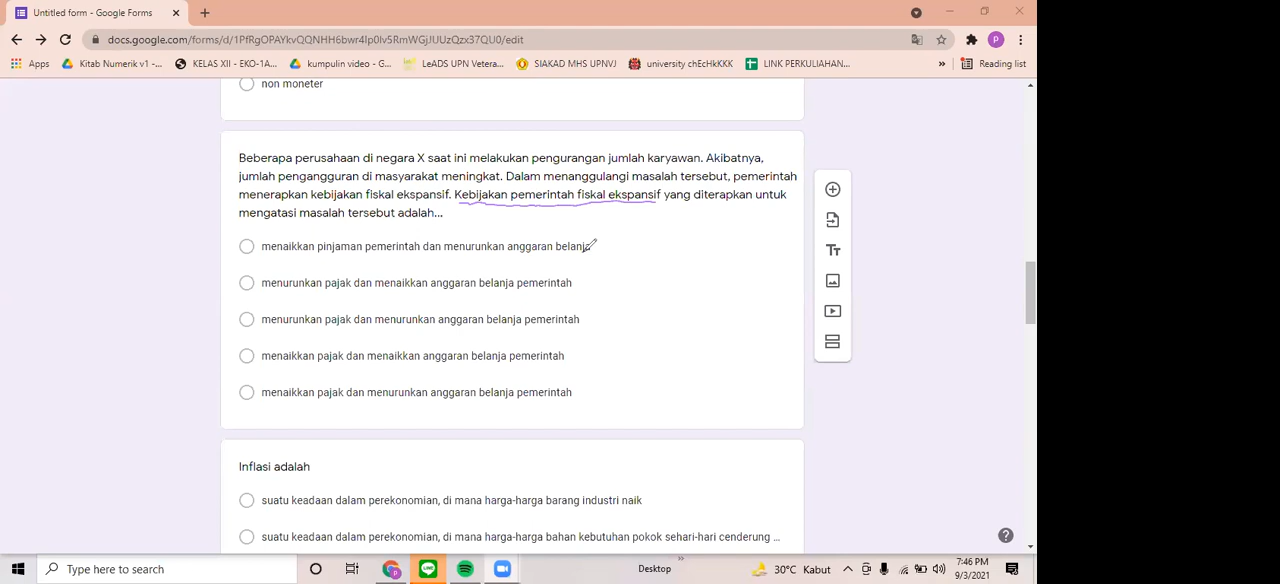 Untitled form - Google Forms
docs.google.com/forms/d/1PfRgOPAYkvQQNHH6bwr4Ip0lv5RmWGjJUUzQzx37QU0/edit
Apps Kitab Numerik v1 -... KELAS XII - EKO-1A... kumpulin video - G... LeADS UPN Vetera... SIAKAD MHS UPNVJ university chEcHkKKK LINK PERKULIAHAN... » Reading list
non moneter
Beberapa perusahaan di negara X saat ini melakukan pengurangan jumlah karyawan. Akibatnya,
jumlah pengangguran di masyarakat meningkat. Dalam menanggulangi masalah tersebut, pemerintah
menerapkan kebijakan fiskal ekspansif. Kebijakan pemerintah fiskal ekspansif yang diterapkan untuk
mengatasi masalah tersebut adalah...
menaikkan pinjaman pemerintah dan menurunkan anggaran belanja
menurunkan pajak dan menaikkan anggaran belanja pemerintah
menurunkan pajak dan menurunkan anggaran belanja pemerintah
menaikkan pajak dan menaikkan anggaran belanja pemerintah
menaikkan pajak dan menurunkan anggaran belanja pemerintah
Inflasi adalah
suatu keadaan dalam perekonomian, di mana harga-harga barang industri naik
suatu keadaan dalam perekonomian, di mana harga-harga bahan kebutuhan pokok sehari-hari cenderung ...
Type here to search
Desktop » 30°C Kabut
7:46 PM
9/3/2021